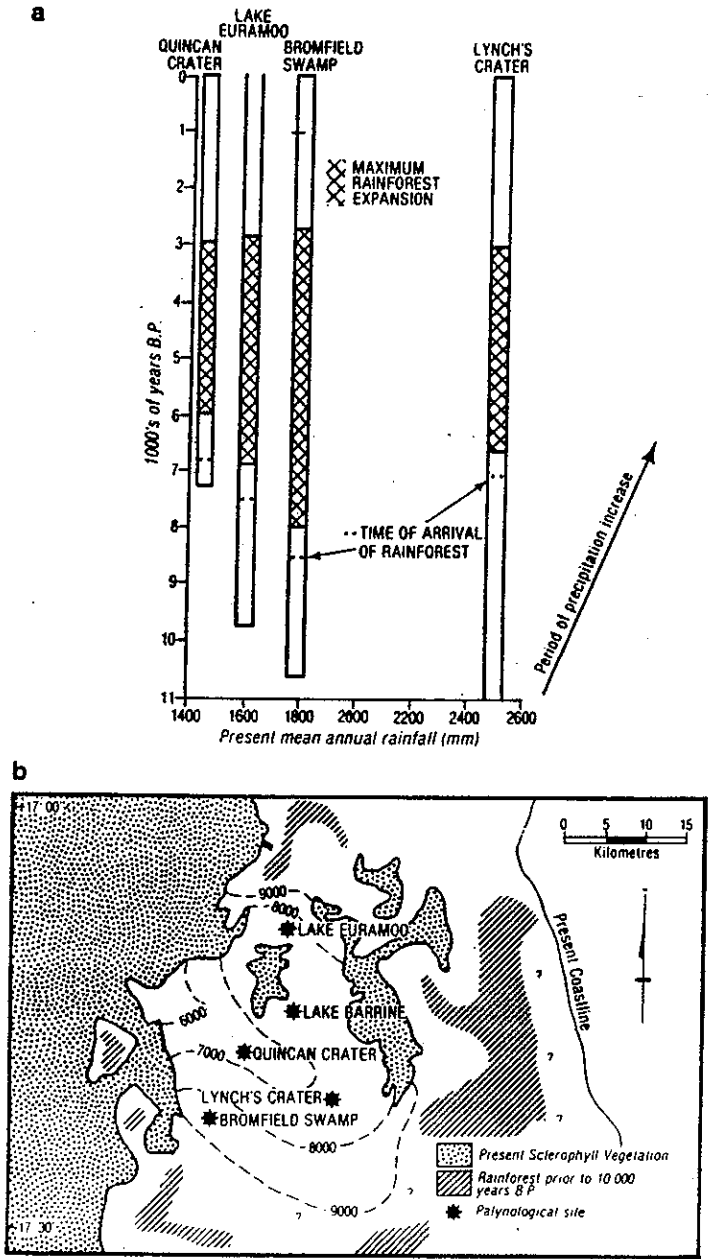 a
LAKE
EURAMOO
QUINCAN
CRATER
BROMFIELD
SWAMP
LYNCH'S
CRATER
0
1
2
3
4
5
6
7
8
9
10
11
1000's of years B.P.
MAXIMUM
RAINFOREST
EXPANSION
TIME OF ARRIVAL
OF RAINFOREST
Period of precipitation increase
1400 1600 1800 2000 2200 2400 2600
Present mean annual rainfall (mm)
b
17 00
0 5 10 15
Kilometres
9000
8000
LAKE EURAMOO
Present Coastline
LAKE BARRINE
6000
?
7000
QUINCAN CRATER
?
LYNCH'S CRATER
BROMFIELD SWAMP
?
8000
Present Sclerophyll Vegetation
Rainforest prior to 10 000
years B P
?
9000
?
Palynological site
17 30